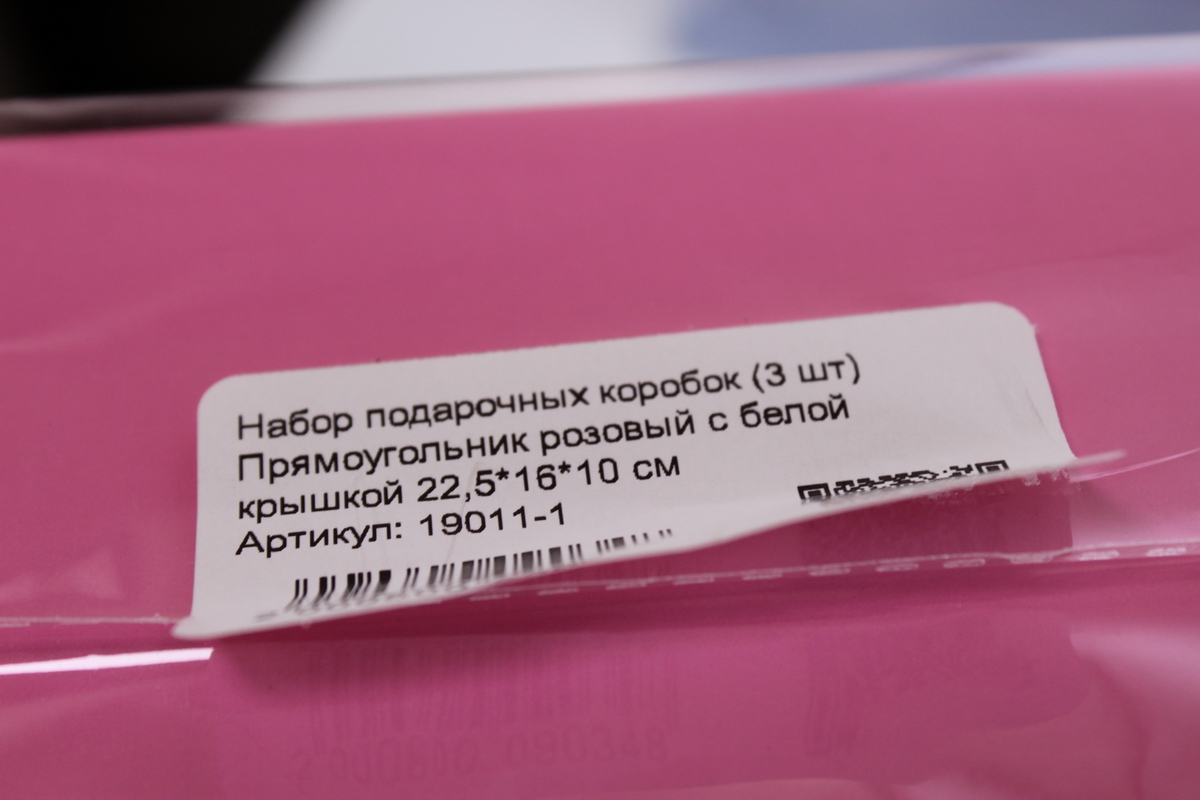 Набор подарочных коробок (3 шт)
Прямоугольник розовый с белой
крышкой 22,5*16*10 см
Артикул: 19011-1